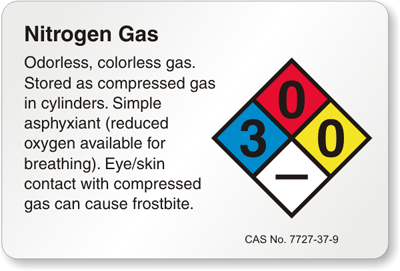 Nitrogen Gas
Odorless, colorless gas.
Stored as compressed gas
in cylinders. Simple
asphyxiant (reduced
oxygen available for
breathing). Eye/skin
contact with compressed
gas can cause frostbite.
0
3 0
–
CAS No. 7727-37-9